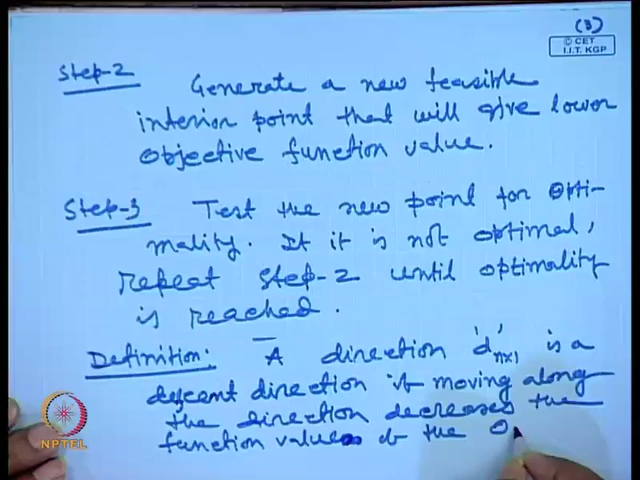 (3)
© CET
I.I.T. KGP
Step-2 Generate a new feasible
interior point that will give lower
objective function value.
Step-3 Test the new point for opti-
mality. If it is not optimal,
repeat step-2 until optimality
is reached.
Definition: A direction 'd'nx1 is a
descent direction if moving along
the direction decreases the
function value of the O
NPTEL